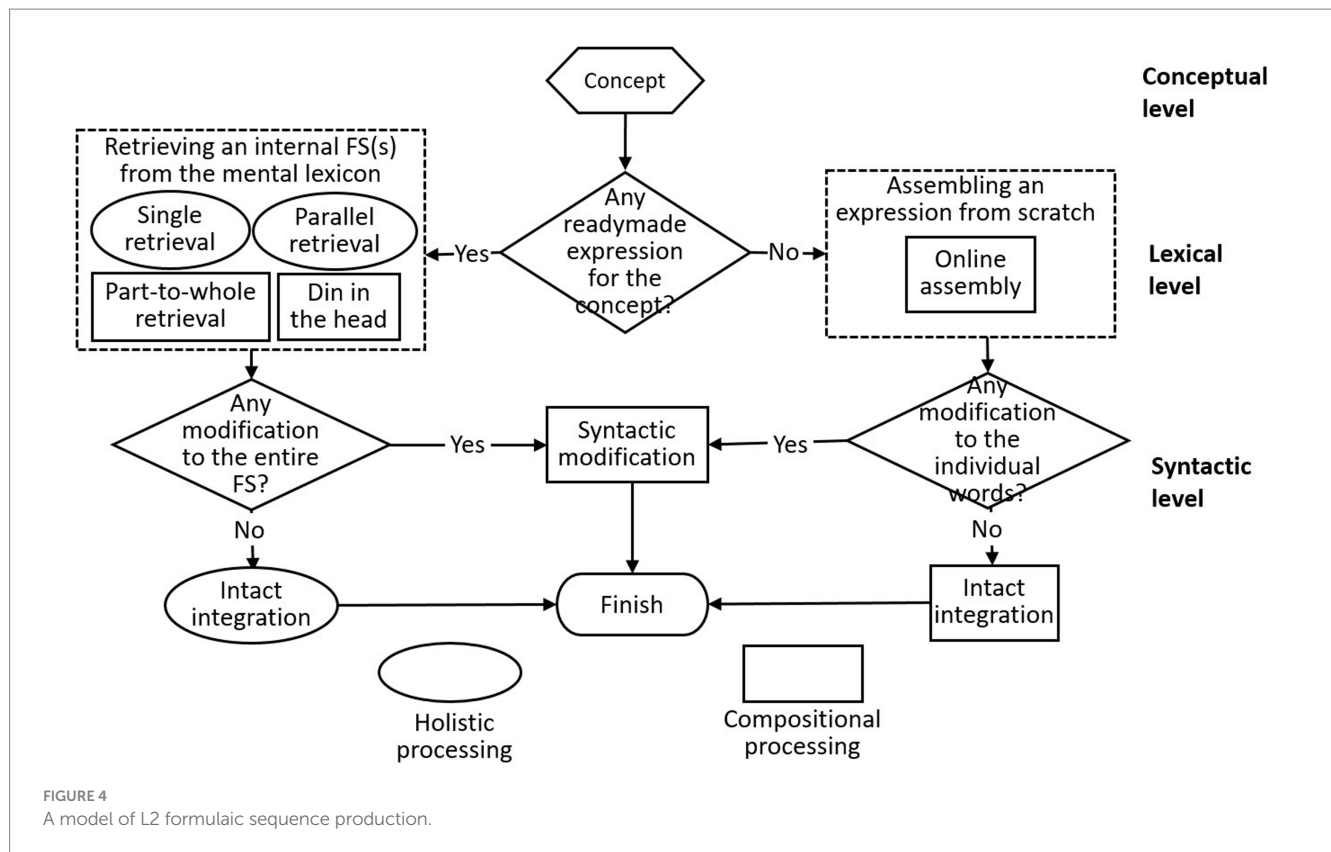 Concept
Conceptual
level
Retrieving an internal FS(s)
from the mental lexicon
Single
retrieval
Parallel
retrieval
Part-to-whole
retrieval
Din in
the head
Yes
Any
readymade
expression
for the
concept?
No
Assembling an
expression from scratch
Online
assembly
Lexical
level
Any
modification
to the entire
FS?
Yes
Syntactic
modification
Yes
Any
modification
to the
individual
words?
Syntactic
level
No
No
Intact
integration
Finish
Intact
integration
Holistic
processing
Compositional
processing
FIGURE 4
A model of L2 formulaic sequence production.